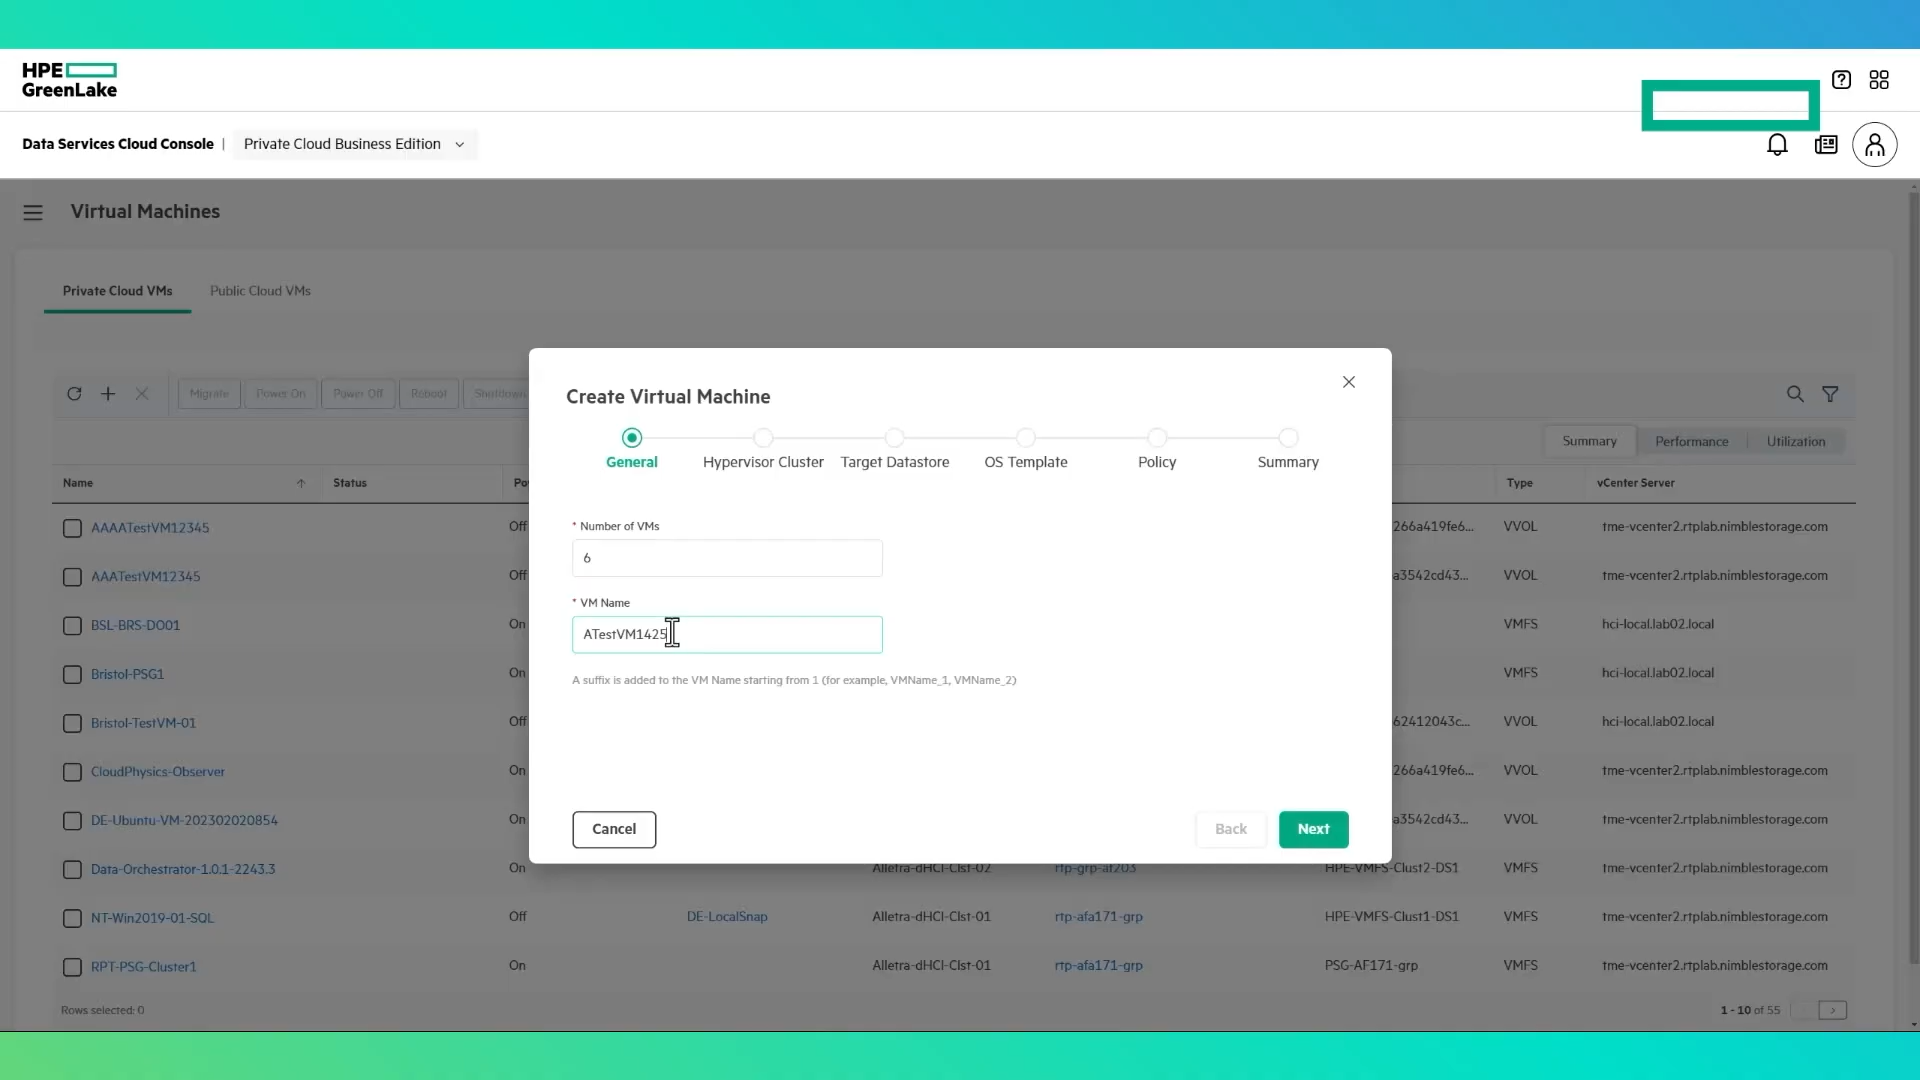 HPE
GreenLake
Data Services Cloud Console | Private Cloud Business Edition
Virtual Machines
Private Cloud VMs Public Cloud VMs
Migrate Power On Power Off Reboot Shutdown
Summary Performance Utilization
Name Status Po Type vCenter Server
AAAATestVM12345 Off 266a419fe6... VVOL tme-vcenter2.rtplab.nimblestorage.com
AAATestVM12345 Off a3542cd43... VVOL tme-vcenter2.rtplab.nimblestorage.com
BSL-BRS-DO01 On VMFS hci-local.lab02.local
Bristol-PSG1 On VMFS hci-local.lab02.local
Bristol-TestVM-01 Off 62412043c... VVOL hci-local.lab02.local
CloudPhysics-Observer On 266a419fe6... VVOL tme-vcenter2.rtplab.nimblestorage.com
DE-Ubuntu-VM-202302020854 On a3542cd43... VVOL tme-vcenter2.rtplab.nimblestorage.com
Data-Orchestrator-1.0.1-2243.3 On Alletra-dHCI-Clst-02 rtp-grp-af203 HPE-VMFS-Clust2-DS1 VMFS tme-vcenter2.rtplab.nimblestorage.com
NT-Win2019-01-SQL Off DE-LocalSnap Alletra-dHCI-Clst-01 rtp-afa171-grp HPE-VMFS-Clust1-DS1 VMFS tme-vcenter2.rtplab.nimblestorage.com
RPT-PSG-Cluster1 On Alletra-dHCI-Clst-01 rtp-afa171-grp PSG-AF171-grp VMFS tme-vcenter2.rtplab.nimblestorage.com
Rows selected: 0 1 - 10 of 55
Create Virtual Machine
General Hypervisor Cluster Target Datastore OS Template Policy Summary
* Number of VMs
6
* VM Name
ATestVM1425
A suffix is added to the VM Name starting from 1 (for example, VMName_1, VMName_2)
Cancel Back Next